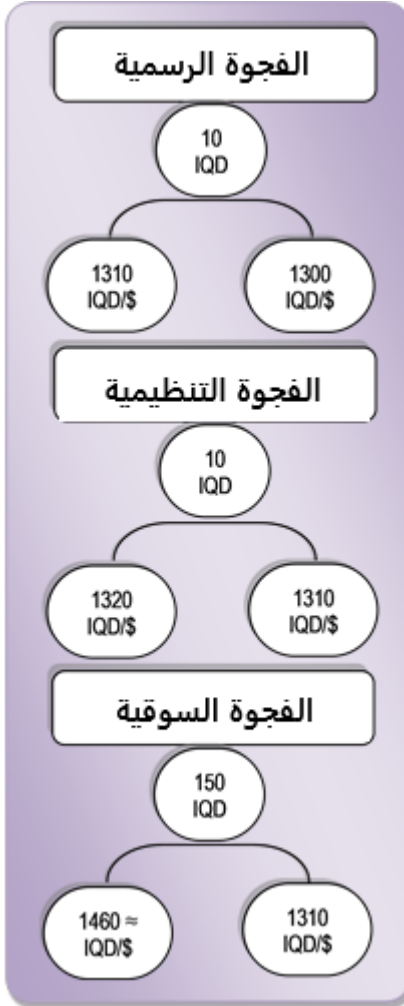 الفجوة الرسمية
10
IQD
1300
IQD/$
1310
IQD/$
الفجوة التنظيمية
10
IQD
1310
IQD/$
1320
IQD/$
الفجوة السوقية
150
IQD
1310
IQD/$
1460 ≈
IQD/$